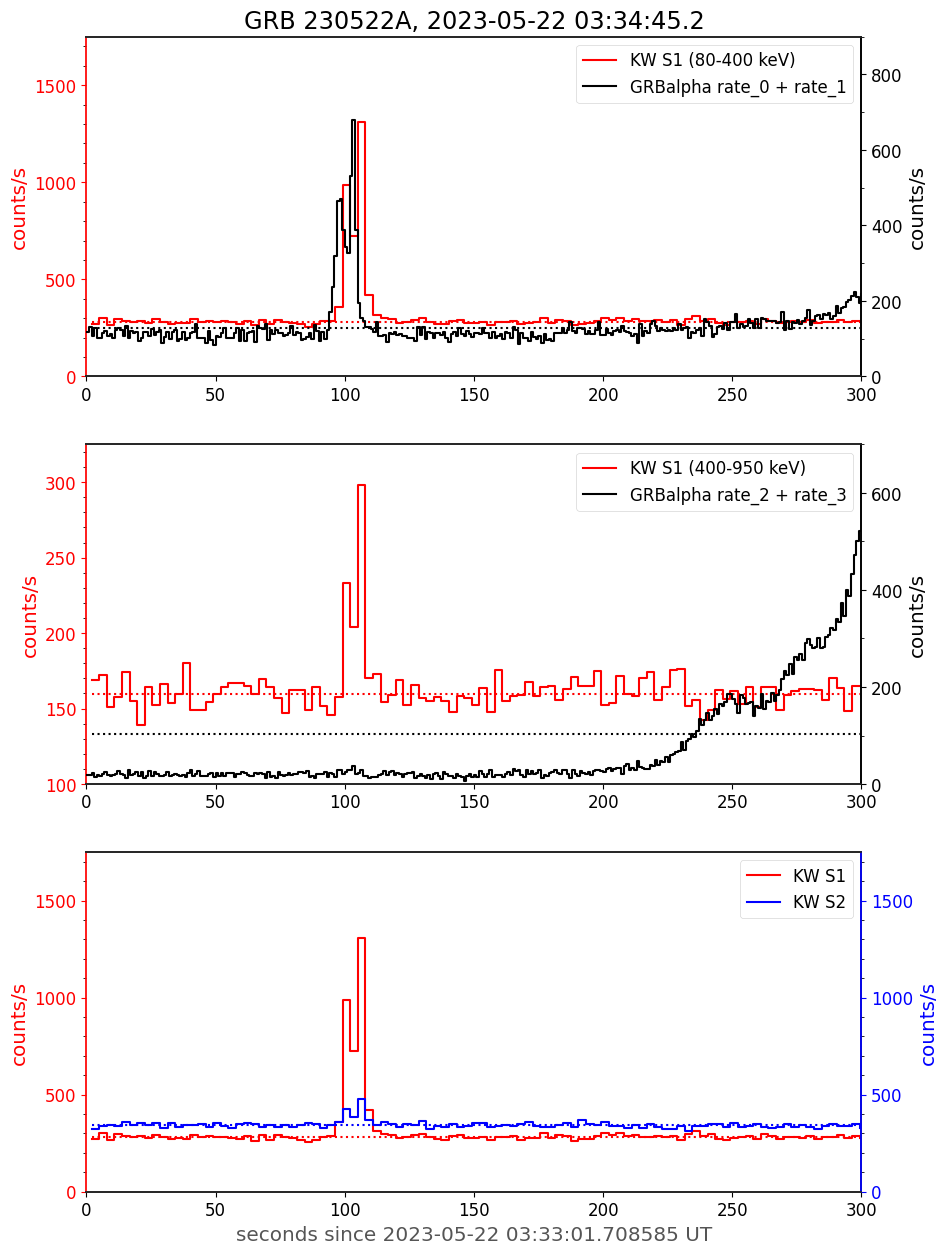 GRB 230522A, 2023-05-22 03:34:45.2
KW S1 (80-400 keV)
GRBalpha rate_0 + rate_1
counts/s
counts/s
1500
1000
500
0
800
600
400
200
0
0 50 100 150 200 250 300
KW S1 (400-950 keV)
GRBalpha rate_2 + rate_3
counts/s
counts/s
300
250
200
150
100
600
400
200
0
0 50 100 150 200 250 300
KW S1
KW S2
counts/s
counts/s
1500
1000
500
0
1500
1000
500
0
0 50 100 150 200 250 300
seconds since 2023-05-22 03:33:01.708585 UT